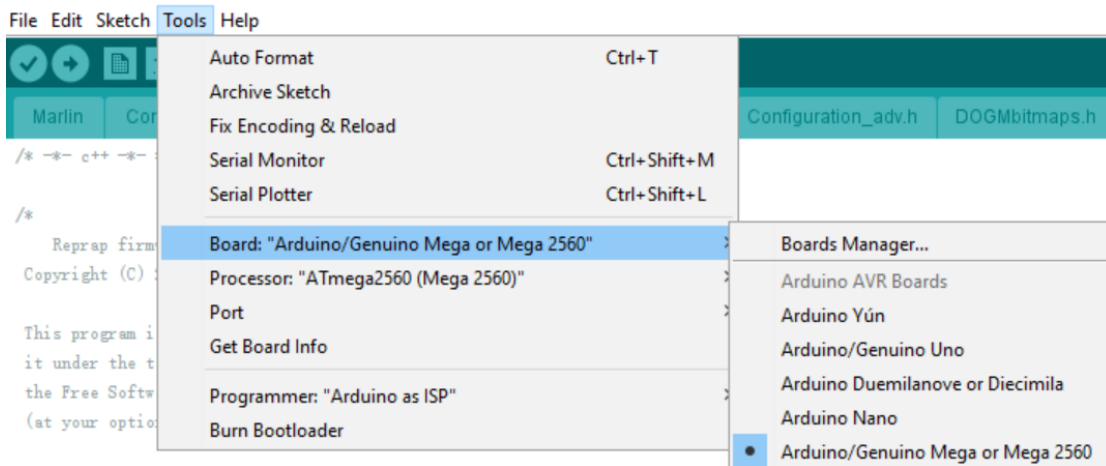 File Edit Sketch Tools Help
Auto Format Ctrl+T
Archive Sketch
Marlin Configuration_adv.h DOGMbitmaps.h
Fix Encoding & Reload
/* -*- c++ -*-
Serial Monitor Ctrl+Shift+M
Serial Plotter Ctrl+Shift+L
/*
Reprap
Board: "Arduino/Genuino Mega or Mega 2560"
Boards Manager...
Copyright (C)
Processor: "ATmega2560 (Mega 2560)"
Arduino AVR Boards
Port
Arduino Yún
This program i
Get Board Info
Arduino/Genuino Uno
it under the t
the Free Softw
Programmer: "Arduino as ISP"
Arduino Duemilanove or Diecimila
(at your optio
Burn Bootloader
Arduino Nano
Arduino/Genuino Mega or Mega 2560